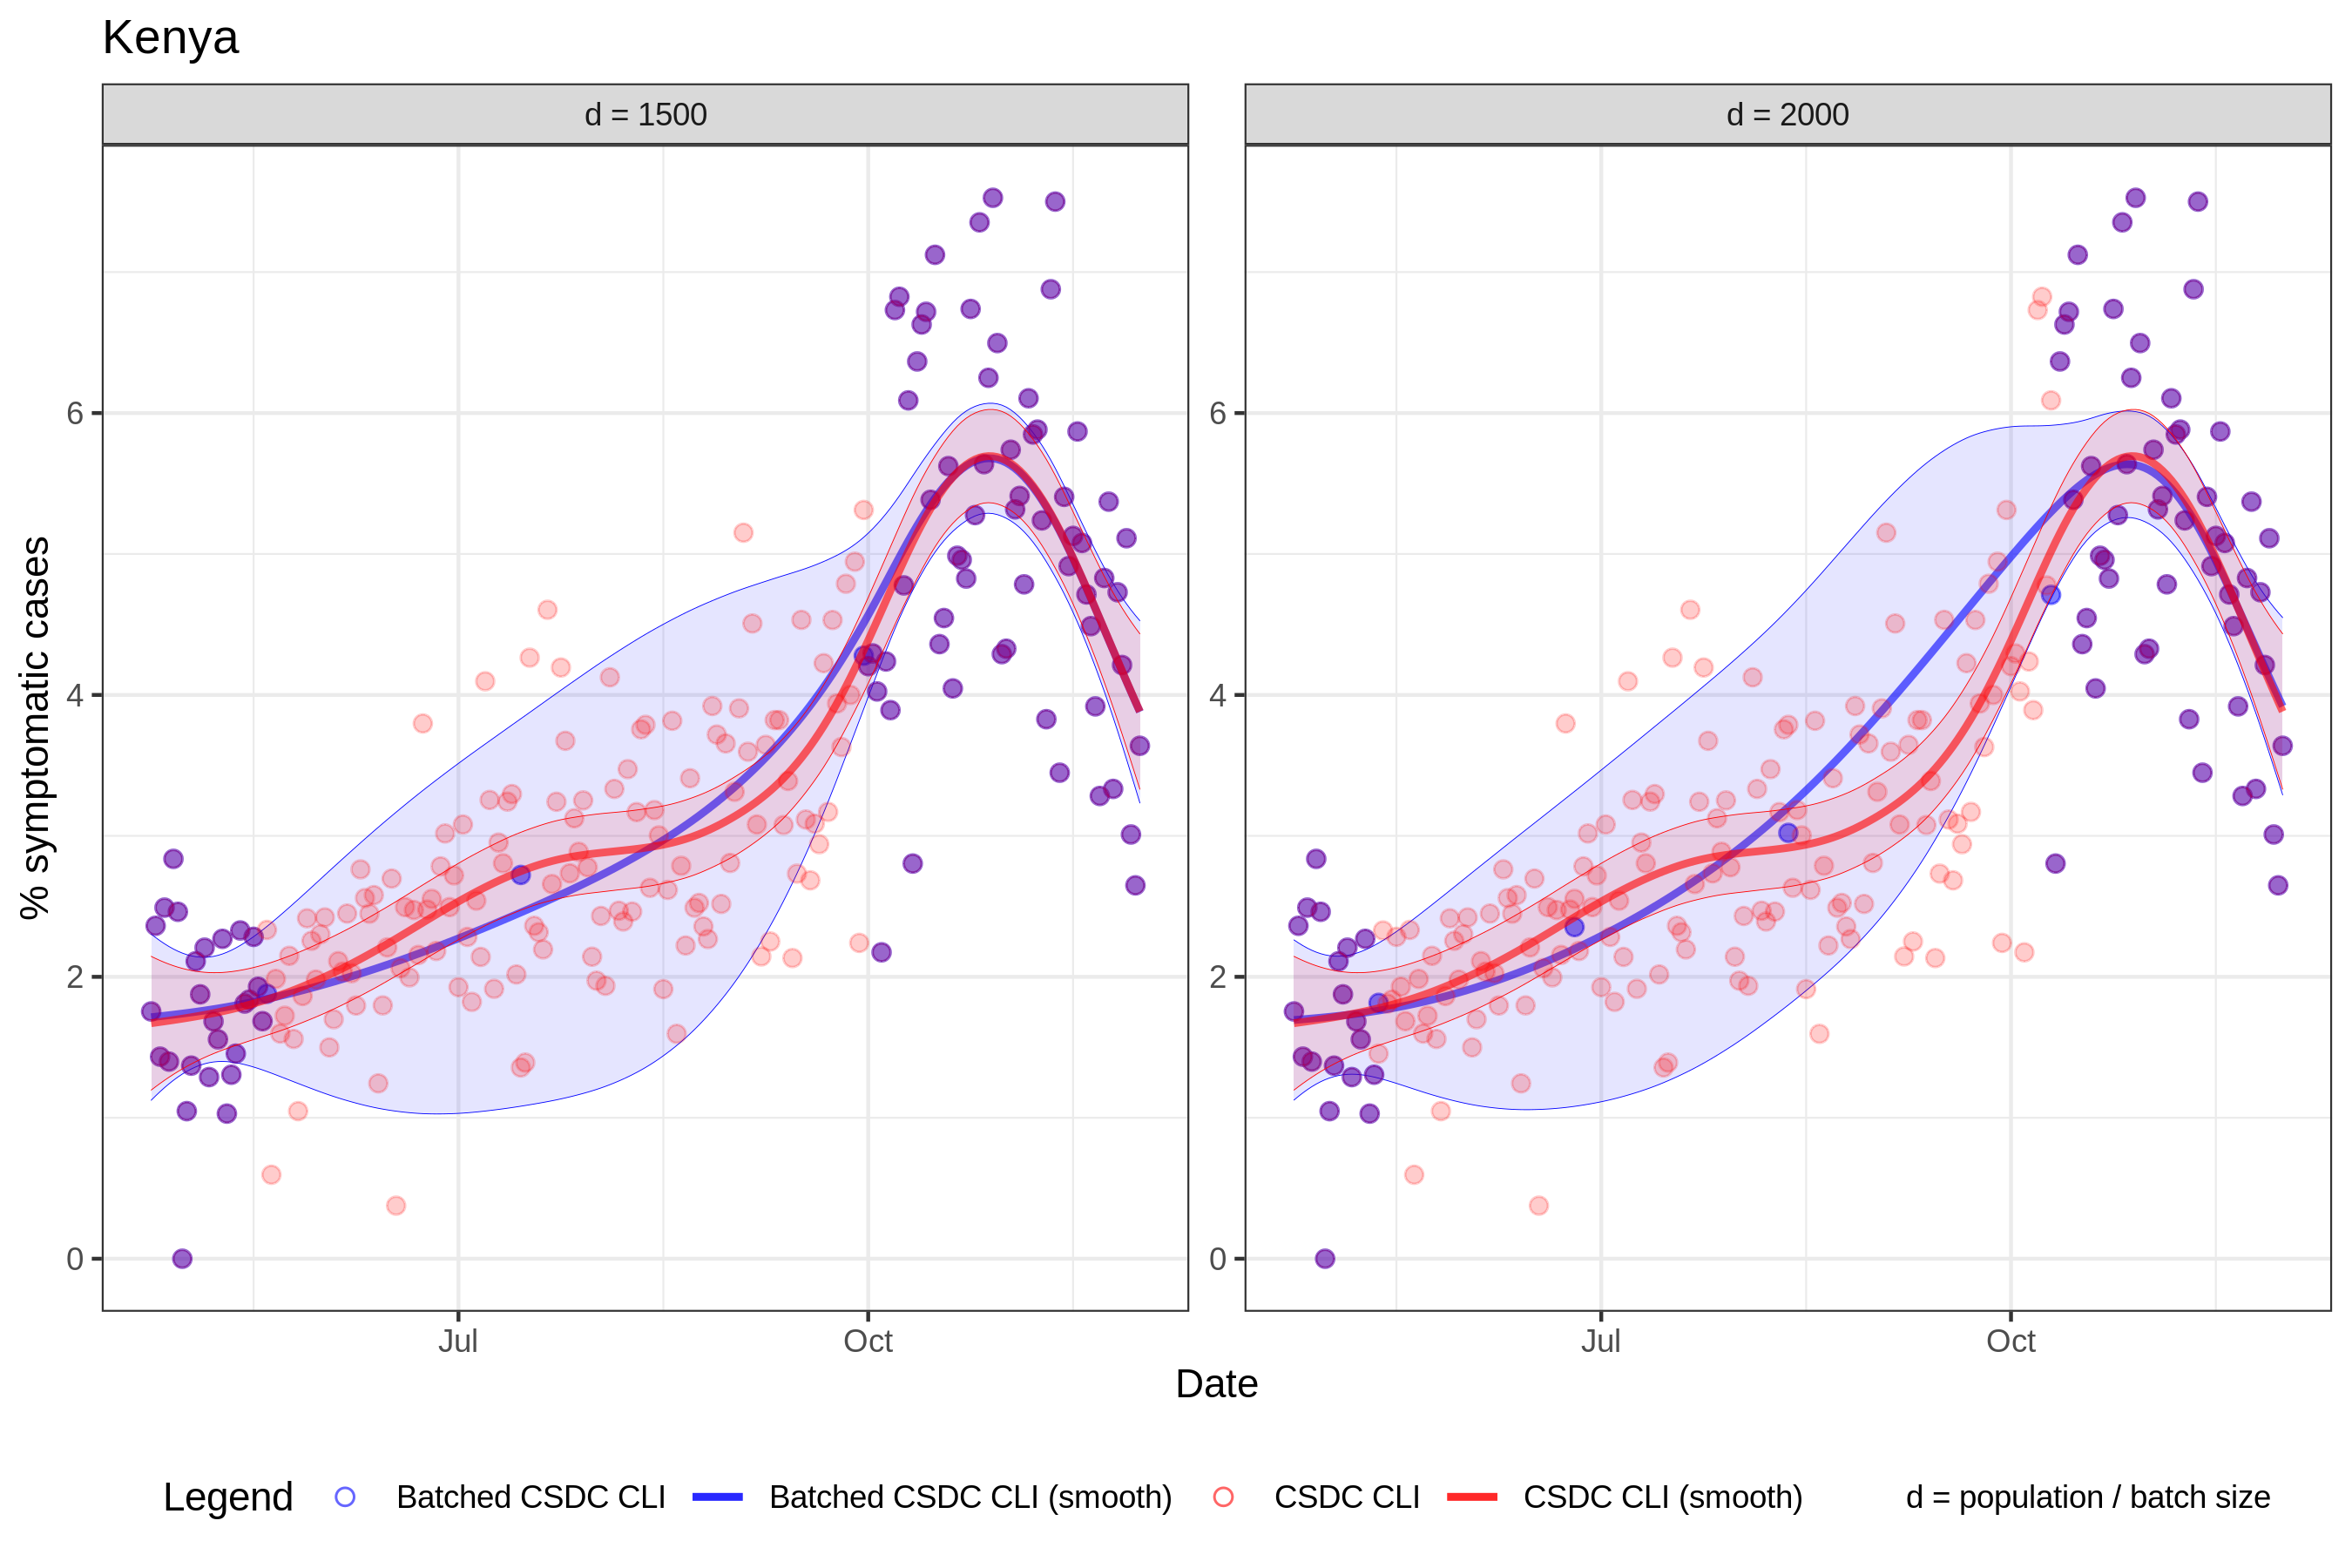 Kenya
d = 1500
d = 2000
% symptomatic cases
6
4
2
0
6
4
2
0
Jul
Oct
Jul
Oct
Date
Legend
Batched CSDC CLI
Batched CSDC CLI (smooth)
CSDC CLI
CSDC CLI (smooth)
d = population / batch size